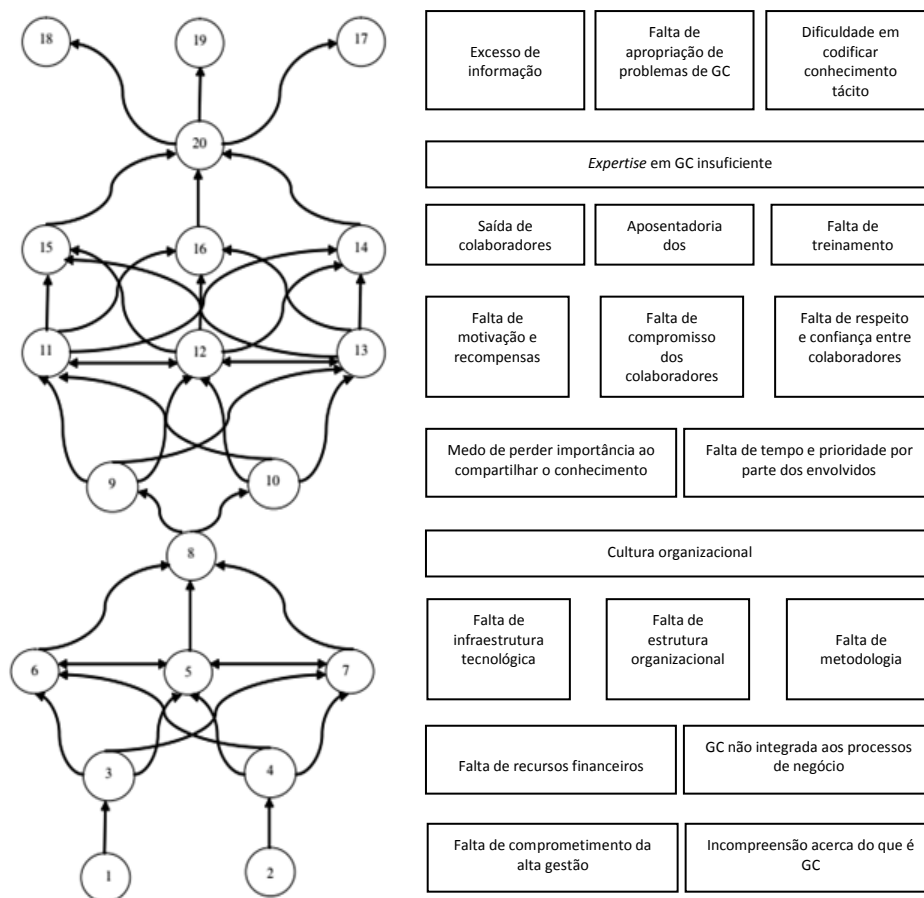 18
19
17
20
15
16
14
11
12
13
9
10
8
6
5
7
3
4
1
2
Excesso de
informação
Falta de
apropriação de
problemas de GC
Dificuldade em
codificar
conhecimento
tácito
Expertise em GC insuficiente
Saída de
colaboradores
Aposentadoria
dos
Falta de
treinamento
Falta de
motivação e
recompensas
Falta de
compromisso
dos
colaboradores
Falta de respeito
e confiança entre
colaboradores
Medo de perder importância ao
compartilhar o conhecimento
Falta de tempo e prioridade por
parte dos envolvidos
Cultura organizacional
Falta de
infraestrutura
tecnológica
Falta de
estrutura
organizacional
Falta de
metodologia
Falta de recursos financeiros
GC não integrada aos processos
de negócio
Falta de comprometimento da
alta gestão
Incompreensão acerca do que é
GC